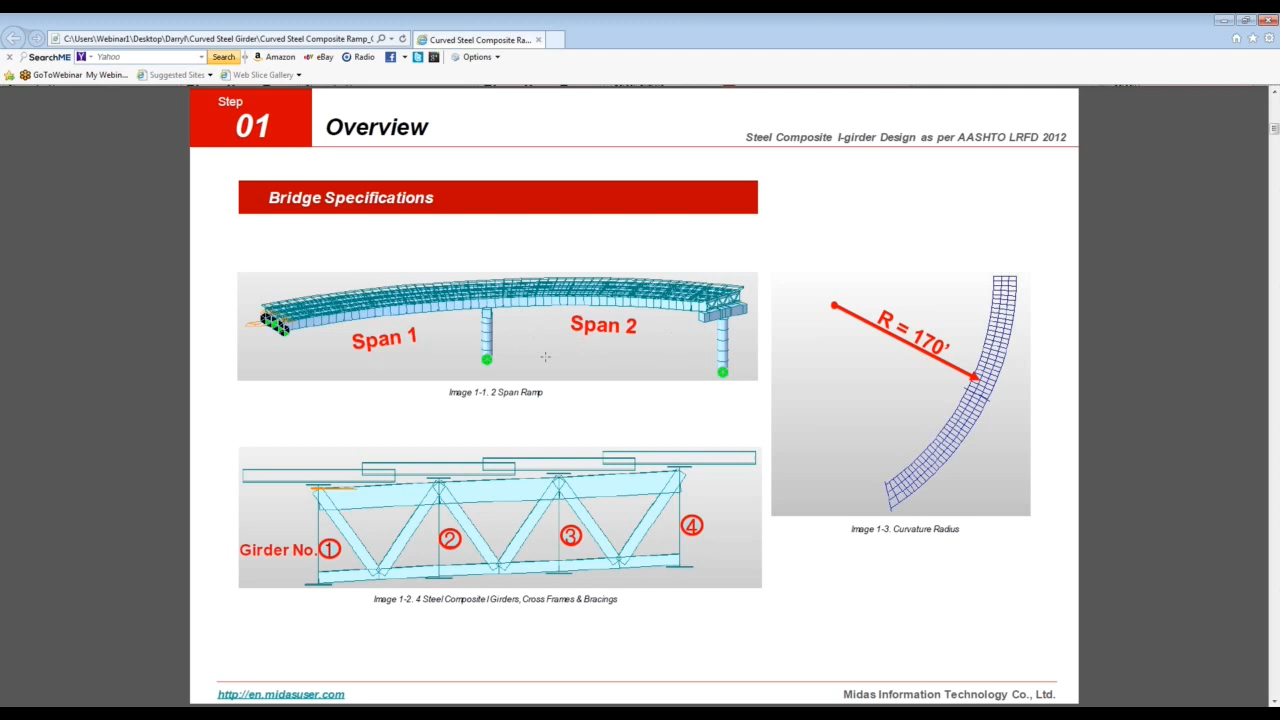 C:\Users\Webinar1\Desktop\Darryl\Curved Steel Girder\Curved Steel Composite Ramp_
Curved Steel Composite Ra...
SearchME
Yahoo
Search
Amazon
eBay
Radio
Options
GoToWebinar My Webin...
Suggested Sites
Web Slice Gallery
Step
01
Overview
Steel Composite I-girder Design as per AASHTO LRFD 2012
Bridge Specifications
Span 1
Span 2
Image 1-1. 2 Span Ramp
R = 170'
Girder No. ①
②
③
④
Image 1-3. Curvature Radius
Image 1-2. 4 Steel Composite I Girders, Cross Frames & Bracings
http://en.midasuser.com
Midas Information Technology Co., Ltd.